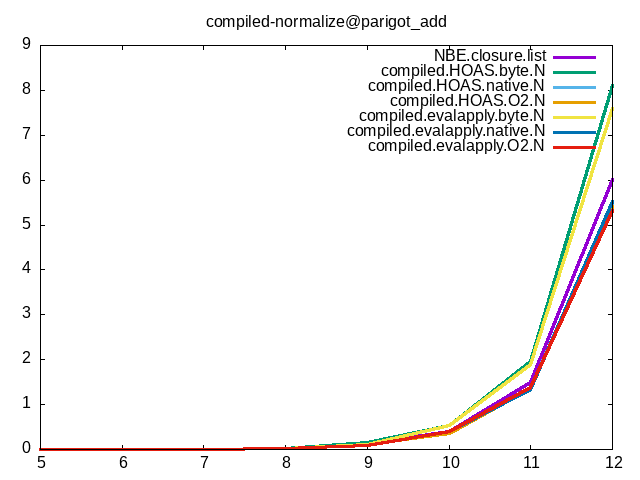 compiled-normalize@parigot_add
9
8
7
6
5
4
3
2
1
0
NBE.closure.list
compiled.HOAS.byte.N
compiled.HOAS.native.N
compiled.HOAS.O2.N
compiled.evalapply.byte.N
compiled.evalapply.native.N
compiled.evalapply.O2.N
5 6 7 8 9 10 11 12